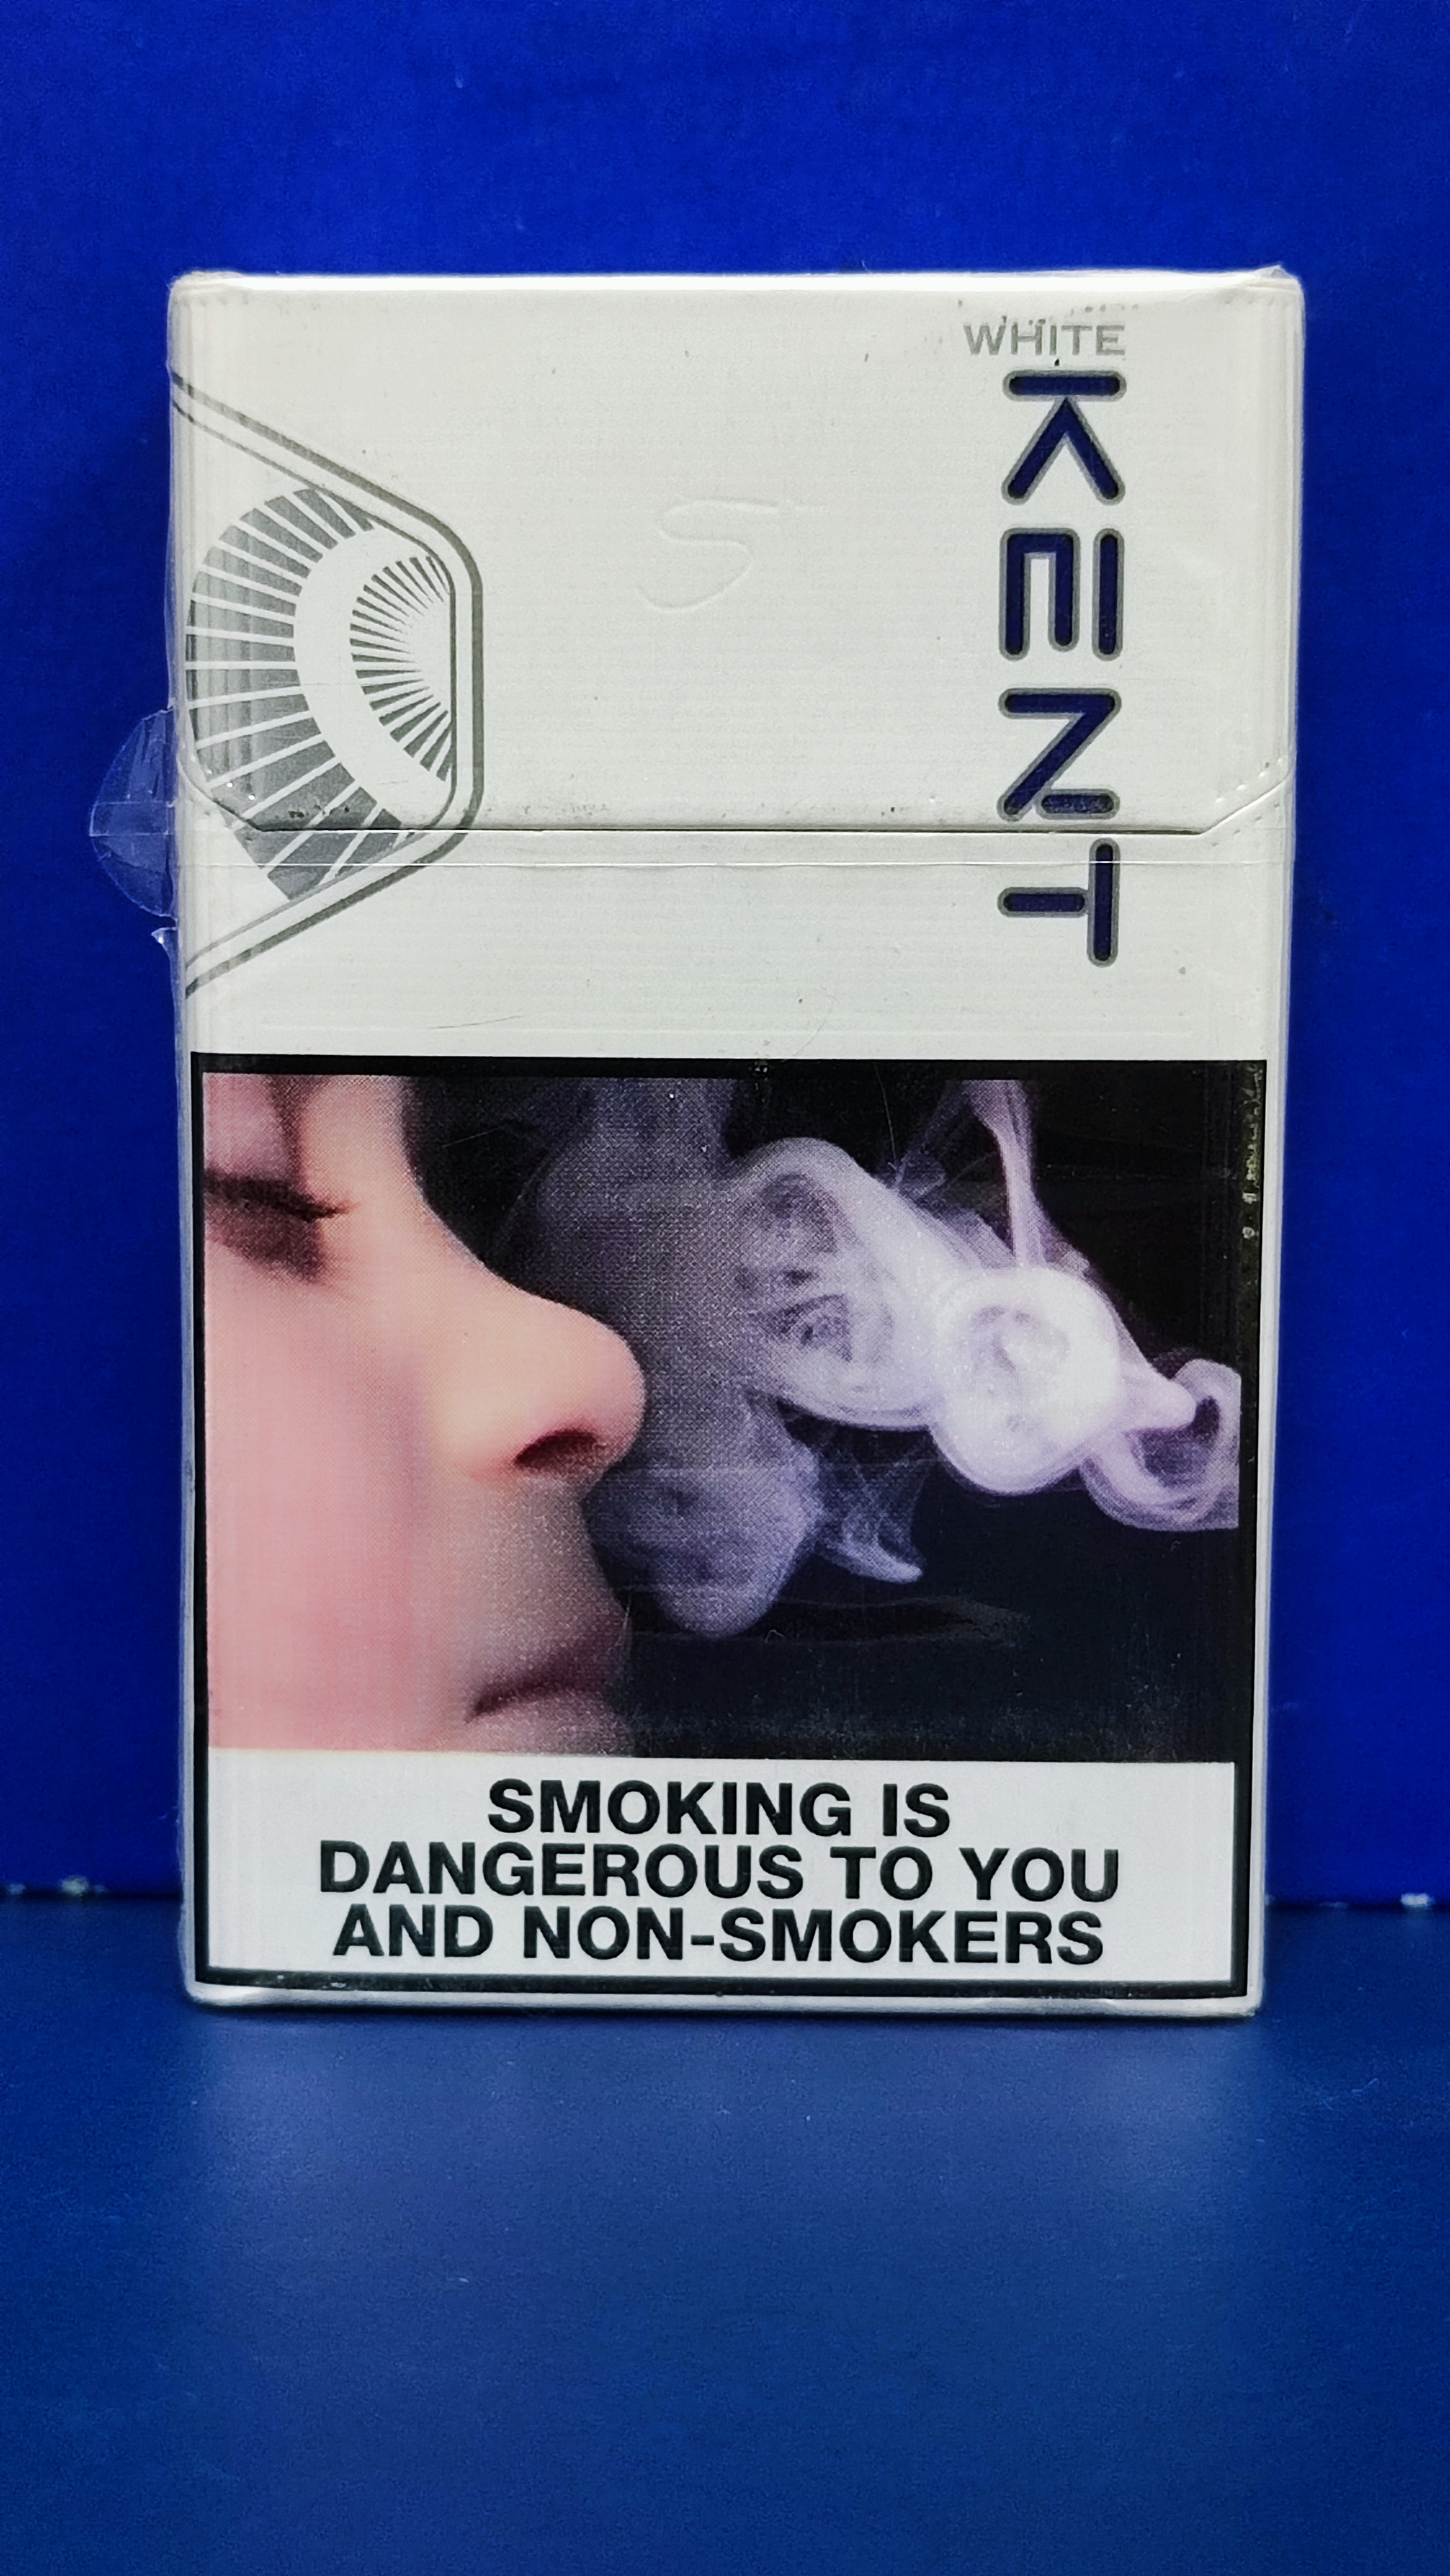 WHITE
KENT
SMOKING IS
DANGEROUS TO YOU
AND NON-SMOKERS